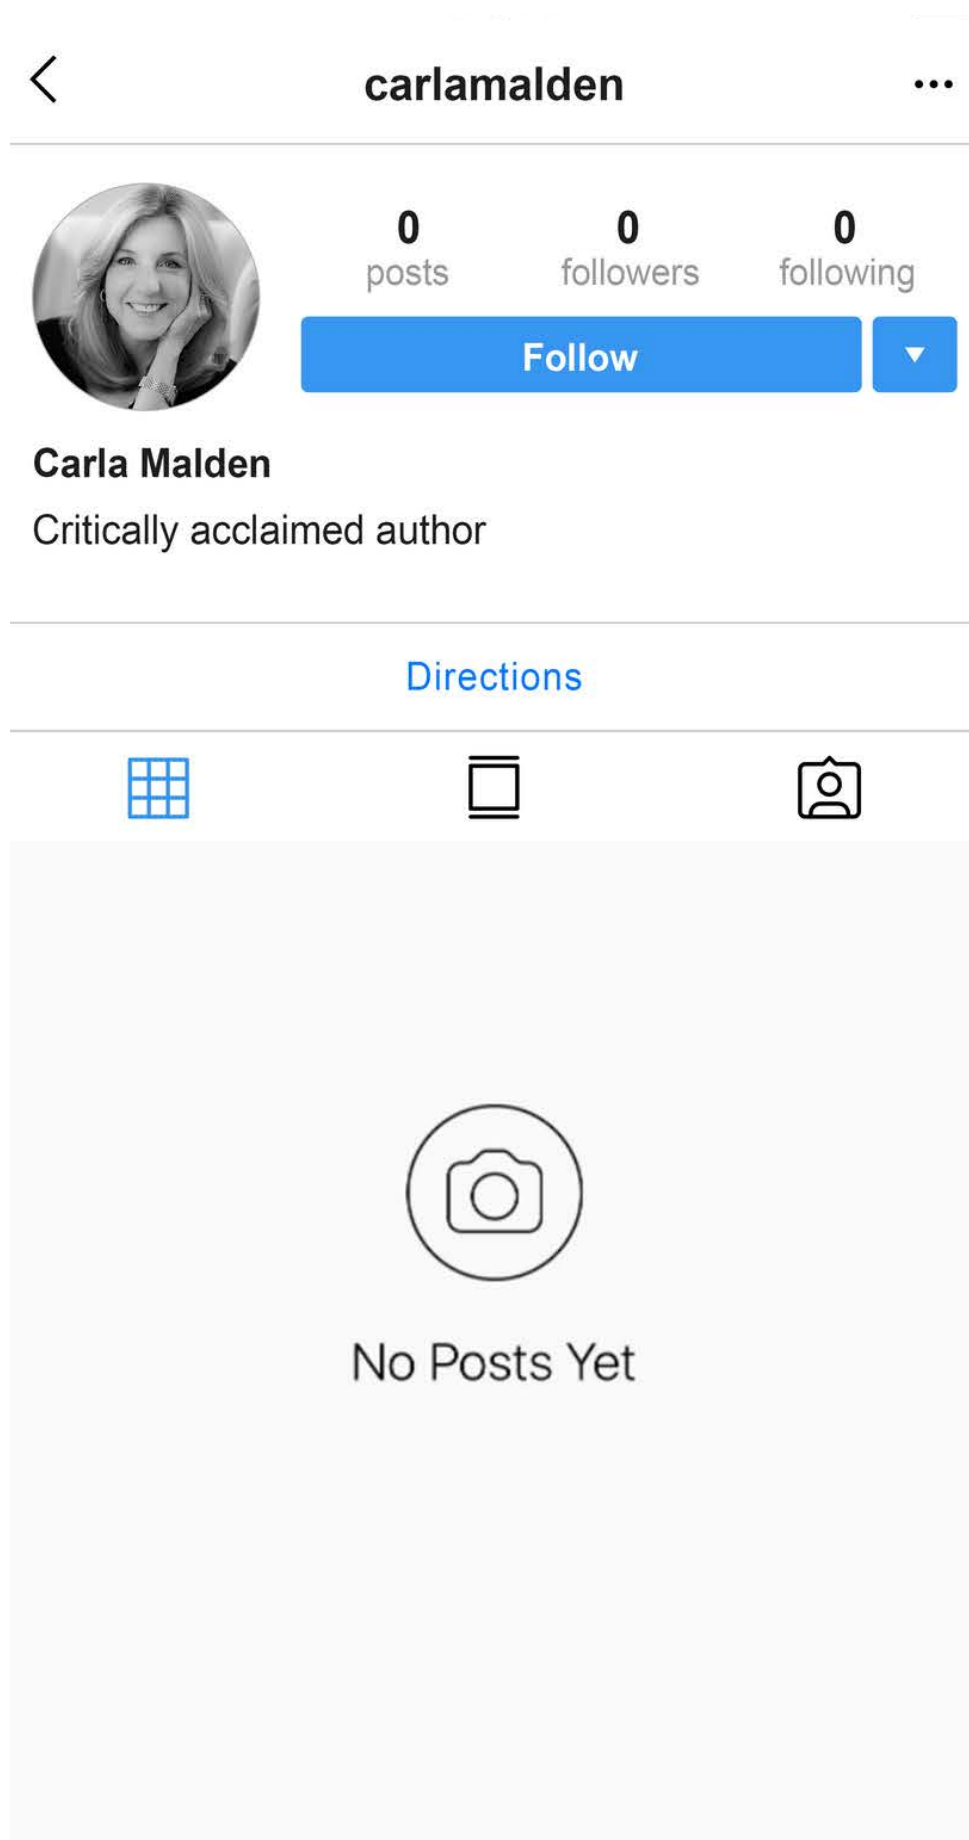 carlamalden
0 0 0
posts followers following
Follow
Carla Malden
Critically acclaimed author
Directions
No Posts Yet